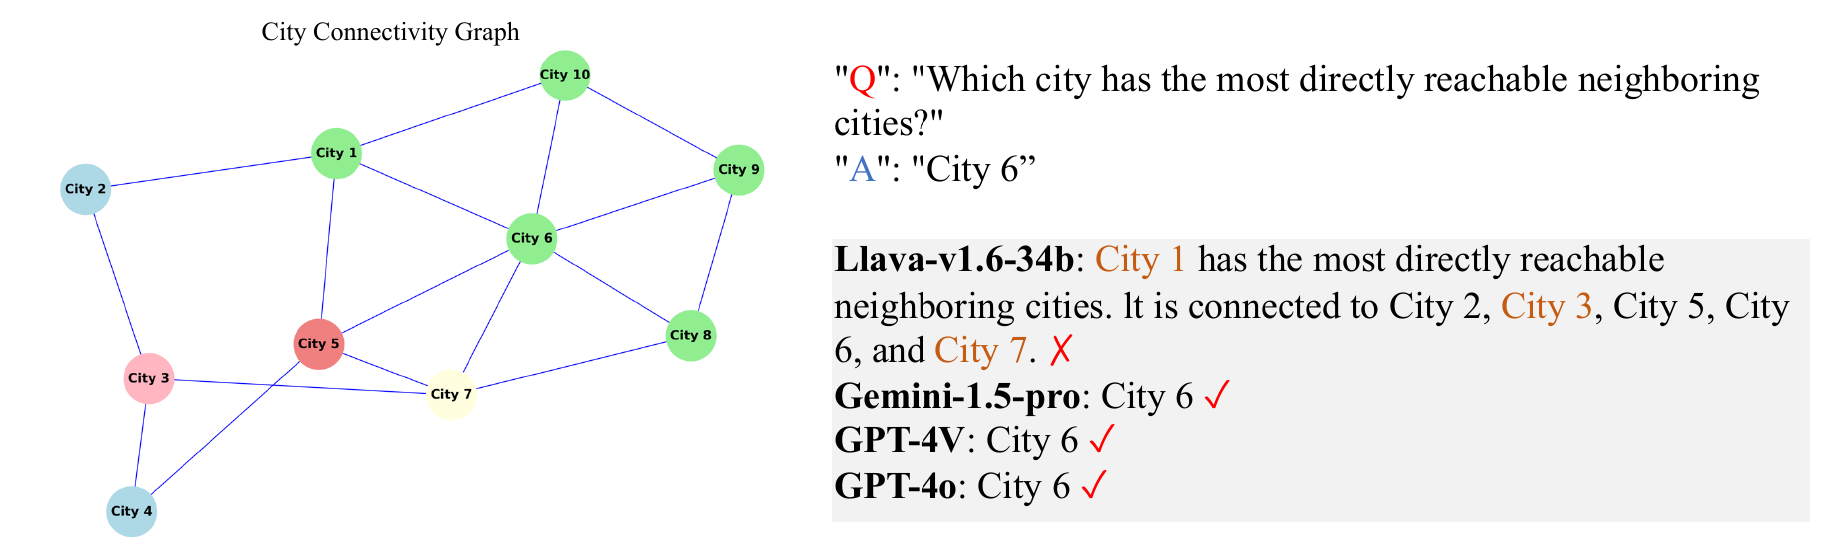 City Connectivity Graph
City 10
City 1
City 9
City 2
City 6
City 8
City 5
City 3
City 7
City 4
"Q": "Which city has the most directly reachable neighboring
cities?"
"A": "City 6”
Llava-v1.6-34b: City 1 has the most directly reachable
neighboring cities. lt is connected to City 2, City 3, City 5, City
6, and City 7. ✗
Gemini-1.5-pro: City 6 ✓
GPT-4V: City 6 ✓
GPT-4o: City 6 ✓